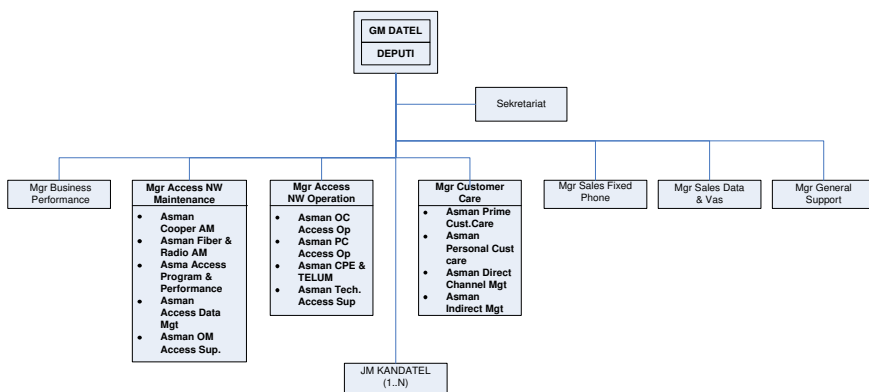 GM DATEL
DEPUTI
Sekretariat
Mgr Business
Performance
Mgr Access NW
Maintenance
• Asman
Cooper AM
• Asman Fiber &
Radio AM
• Asma Access
Program &
Performance
• Asman
Access Data
Mgt
• Asman OM
Access Sup.
Mgr Access
NW Operation
• Asman OC
Access Op
• Asman PC
Access Op
• Asman CPE &
TELUM
• Asman Tech.
Access Sup
Mgr Customer
Care
• Asman Prime
Cust.Care
• Asman
Personal Cust
care
• Asman Direct
Channel Mgt
• Asman
Indirect Mgt
Mgr Sales Fixed
Phone
Mgr Sales Data
& Vas
Mgr General
Support
JM KANDATEL
(1..N)